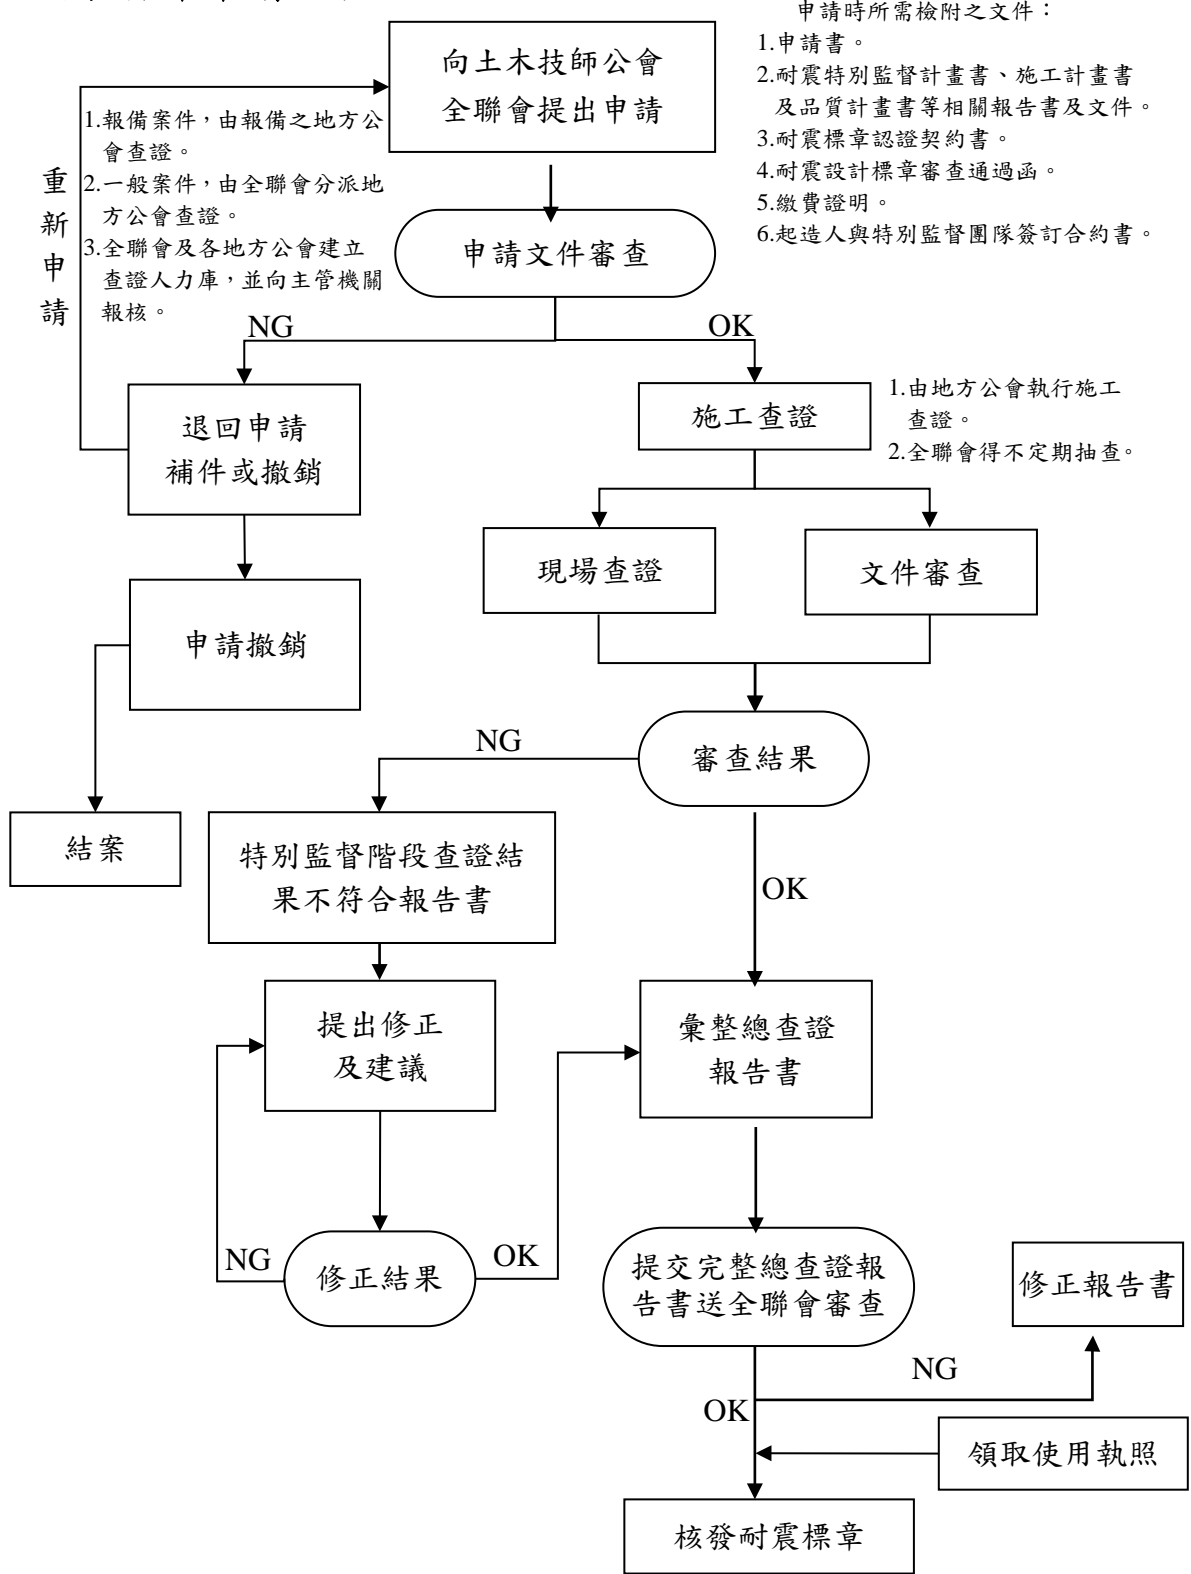 申請時所需檢附之文件：
1.申請書。
2.耐震特別監督計畫書、施工計畫書
及品質計畫書等相關報告書及文件。
3.耐震標章認證契約書。
4.耐震設計標章審查通過函。
5.繳費證明。
6.起造人與特別監督團隊簽訂合約書。
向土木技師公會
全聯會提出申請
1.報備案件，由報備之地方公
會查證。
2.一般案件，由全聯會分派地
方公會查證。
3.全聯會及各地方公會建立
查證人力庫，並向主管機關
報核。
重新申請
申請文件審查
NG
OK
退回申請
補件或撤銷
施工查證
1.由地方公會執行施工
查證。
2.全聯會得不定期抽查。
現場查證
文件審查
申請撤銷
審查結果
NG
結案
特別監督階段查證結
果不符合報告書
OK
提出修正
及建議
彙整總查證
報告書
NG
修正結果
OK
提交完整總查證報
告書送全聯會審查
修正報告書
NG
OK
領取使用執照
核發耐震標章